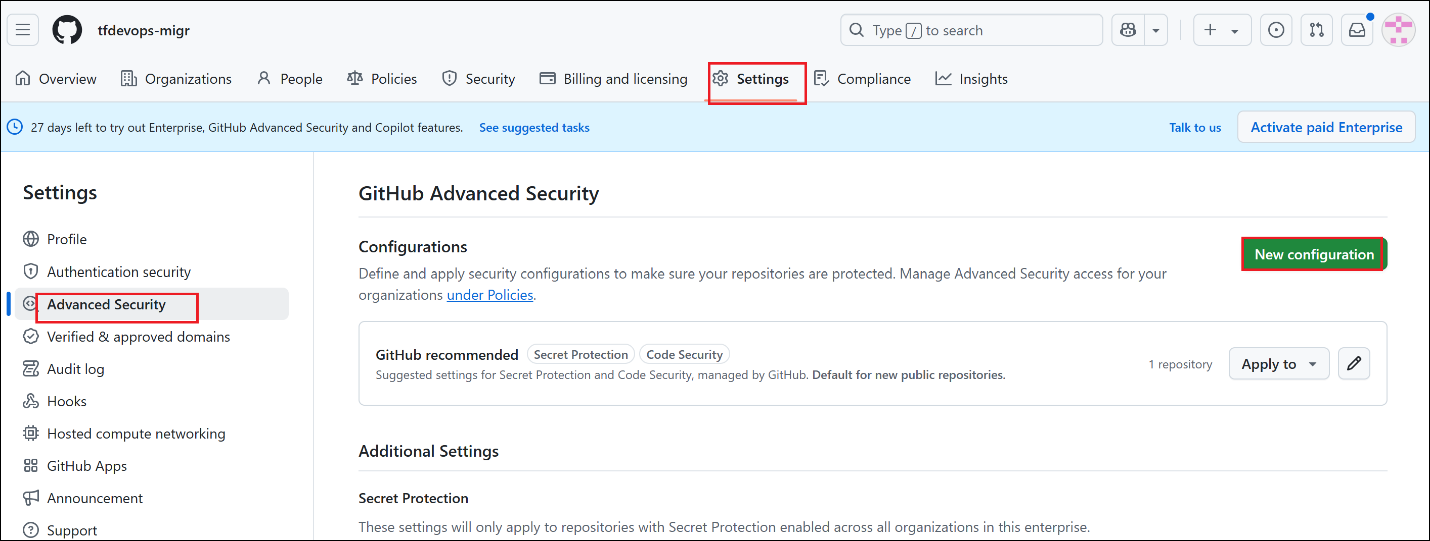 tfdevops-migr
Type / to search
Overview
Organizations
People
Policies
Security
Billing and licensing
Settings
Compliance
Insights
27 days left to try out Enterprise, GitHub Advanced Security and Copilot features. See suggested tasks
Talk to us
Activate paid Enterprise
Settings
Profile
Authentication security
Advanced Security
Verified & approved domains
Audit log
Hooks
Hosted compute networking
GitHub Apps
Announcement
Support
GitHub Advanced Security
Configurations
New configuration
Define and apply security configurations to make sure your repositories are protected. Manage Advanced Security access for your
organizations under Policies.
GitHub recommended Secret Protection Code Security
Suggested settings for Secret Protection and Code Security, managed by GitHub. Default for new public repositories.
1 repository
Apply to
Additional Settings
Secret Protection
These settings will only apply to repositories with Secret Protection enabled across all organizations in this enterprise.